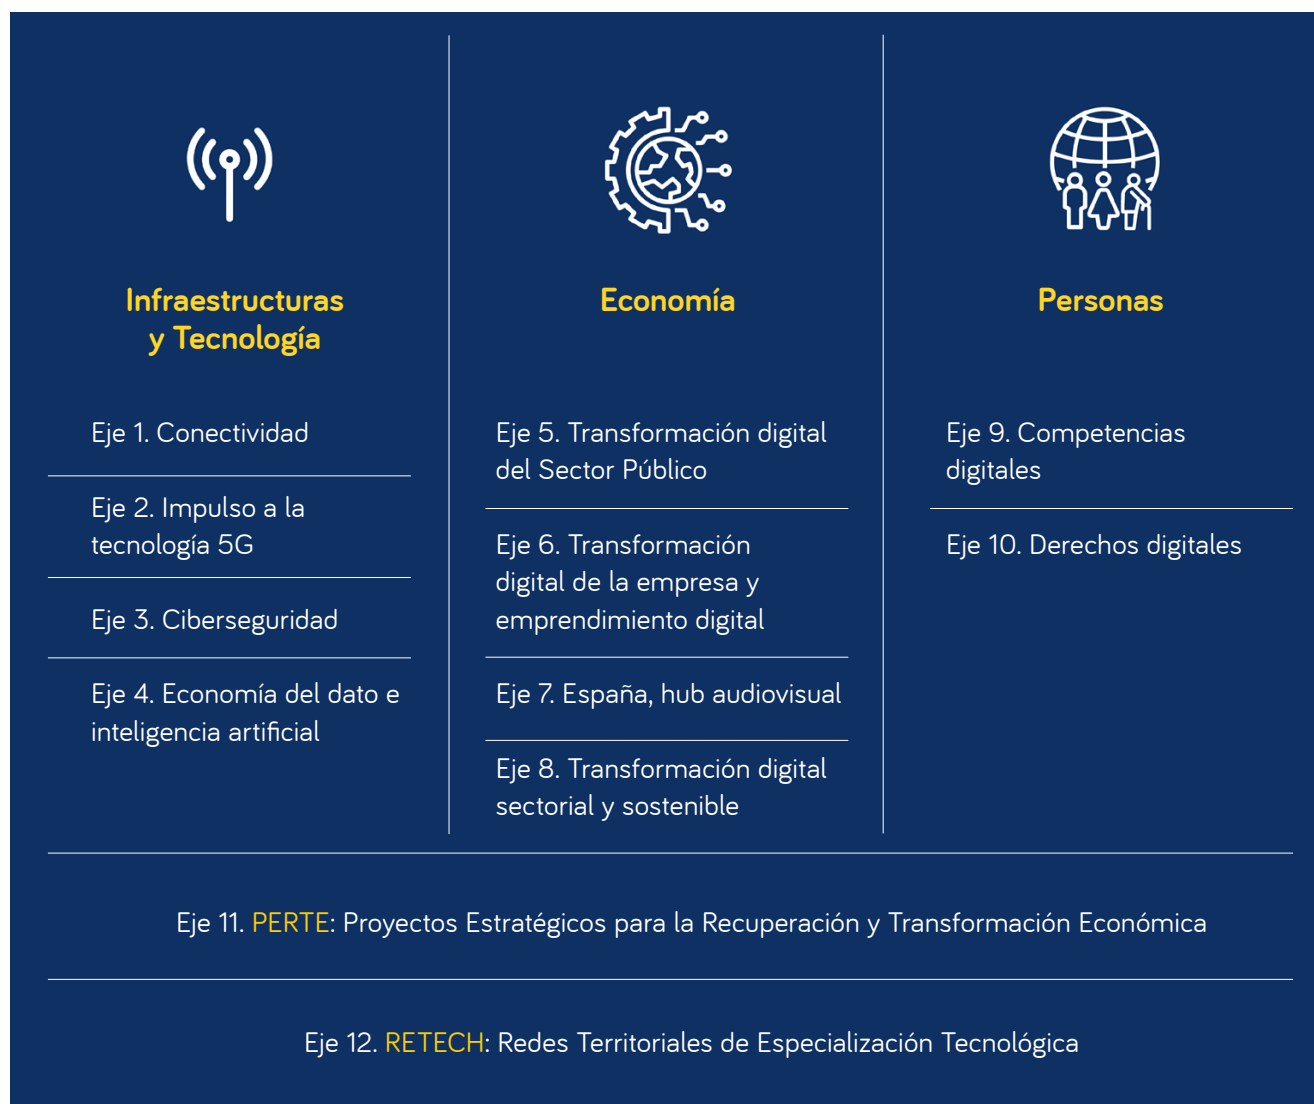 Infraestructuras
y Tecnología
Eje 1. Conectividad
Eje 2. Impulso a la
tecnología 5G
Eje 3. Ciberseguridad
Eje 4. Economía del dato e
inteligencia artificial
Economía
Eje 5. Transformación digital
del Sector Público
Eje 6. Transformación
digital de la empresa y
emprendimiento digital
Eje 7. España, hub audiovisual
Eje 8. Transformación digital
sectorial y sostenible
Personas
Eje 9. Competencias
digitales
Eje 10. Derechos digitales
Eje 11. PERTE: Proyectos Estratégicos para la Recuperación y Transformación Económica
Eje 12. RETECH: Redes Territoriales de Especialización Tecnológica